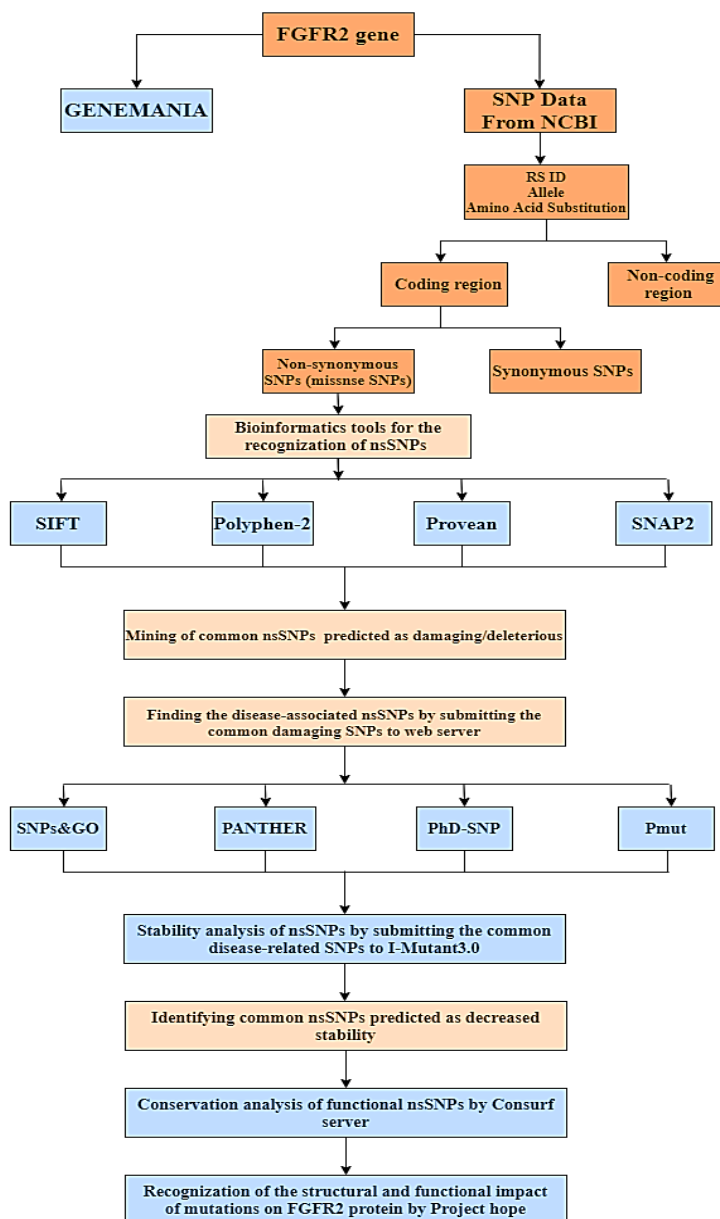 FGFR2 gene
GENEMANIA
SNP Data
From NCBI
RS ID
Allele
Amino Acid Substitution
Coding region
Non-coding
region
Non-synonymous
SNPs (missnse SNPs)
Synonymous SNPs
Bioinformatics tools for the
recognization of nsSNPs
SIFT
Polyphen-2
Provean
SNAP2
Mining of common nsSNPs predicted as damaging/deleterious
Finding the disease-associated nsSNPs by submitting the
common damaging SNPs to web server
SNPs&GO
PANTHER
PhD-SNP
Pmut
Stability analysis of nsSNPs by submitting the common
disease-related SNPs to I-Mutant3.0
Identifying common nsSNPs predicted as decreased
stability
Conservation analysis of functional nsSNPs by Consurf
server
Recognization of the structural and functional impact
of mutations on FGFR2 protein by Project hope